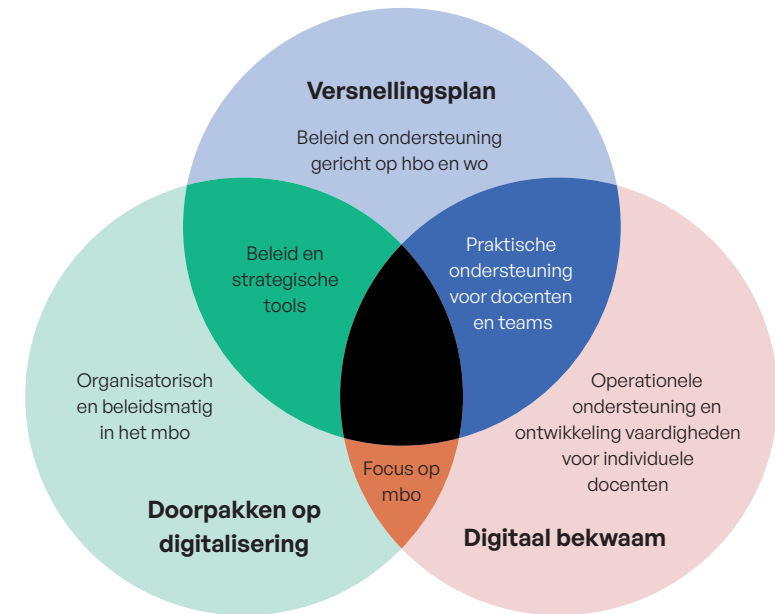 Versnellingsplan
Beleid en ondersteuning
gericht op hbo en wo
Beleid en
strategische
tools
Praktische
ondersteuning
voor docenten
en teams
Organisatorisch
en beleidsmatig
in het mbo
Operationele
ondersteuning en
ontwikkeling vaardigheden
voor individuele
docenten
Focus op
mbo
Doorpakken op
digitalisering
Digitaal bekwaam